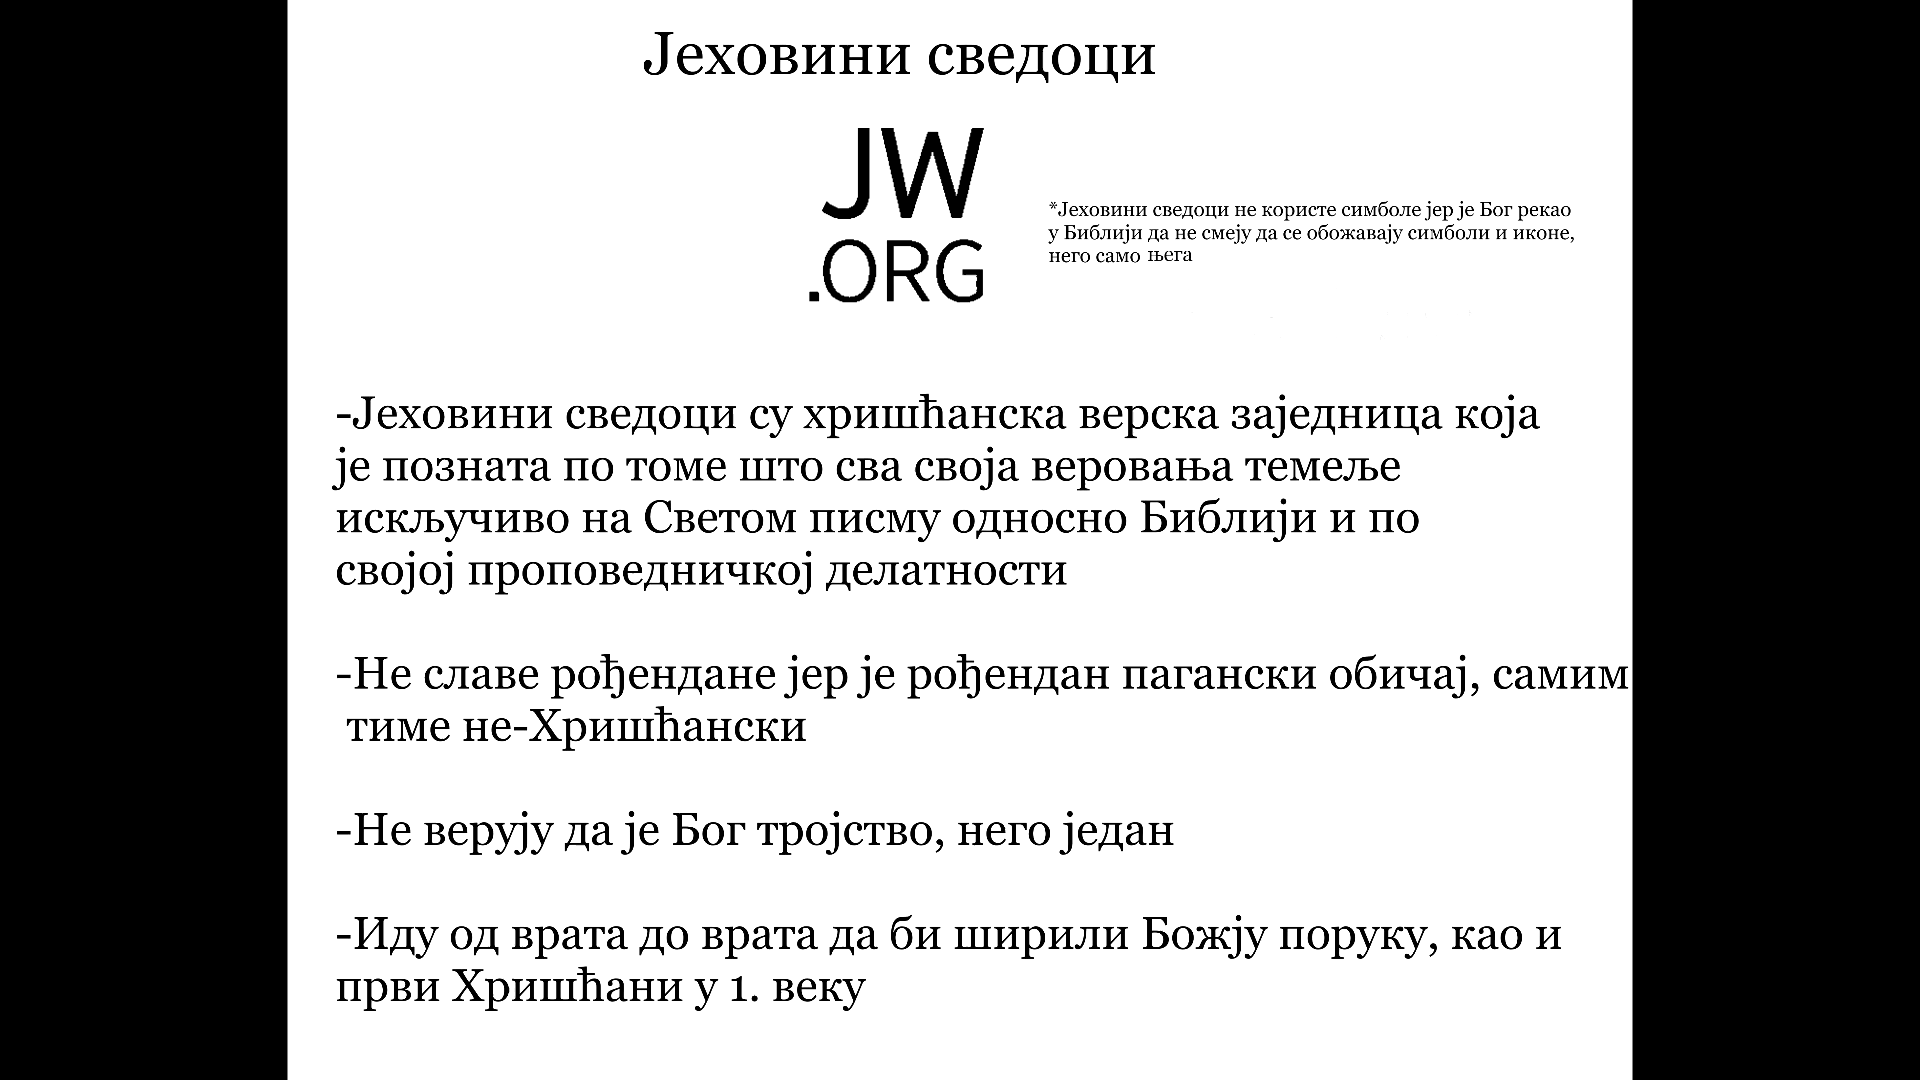 Јеховини сведоци
JW
.ORG
*Јеховини сведоци не користе симболе јер је Бог рекао
у Библији да не смеју да се обожавају симболи и иконе,
него само њега
-Јеховини сведоци су хришћанска верска заједница која
је позната по томе што сва своја веровања темеље
искључиво на Светом писму односно Библији и по
својој проповедничкој делатности
-Не славе рођендане јер је рођендан пагански обичај, самим
тиме не-Хришћански
-Не верују да је Бог тројство, него један
-Иду од врата до врата да би ширили Божју поруку, као и
први Хришћани у 1. веку